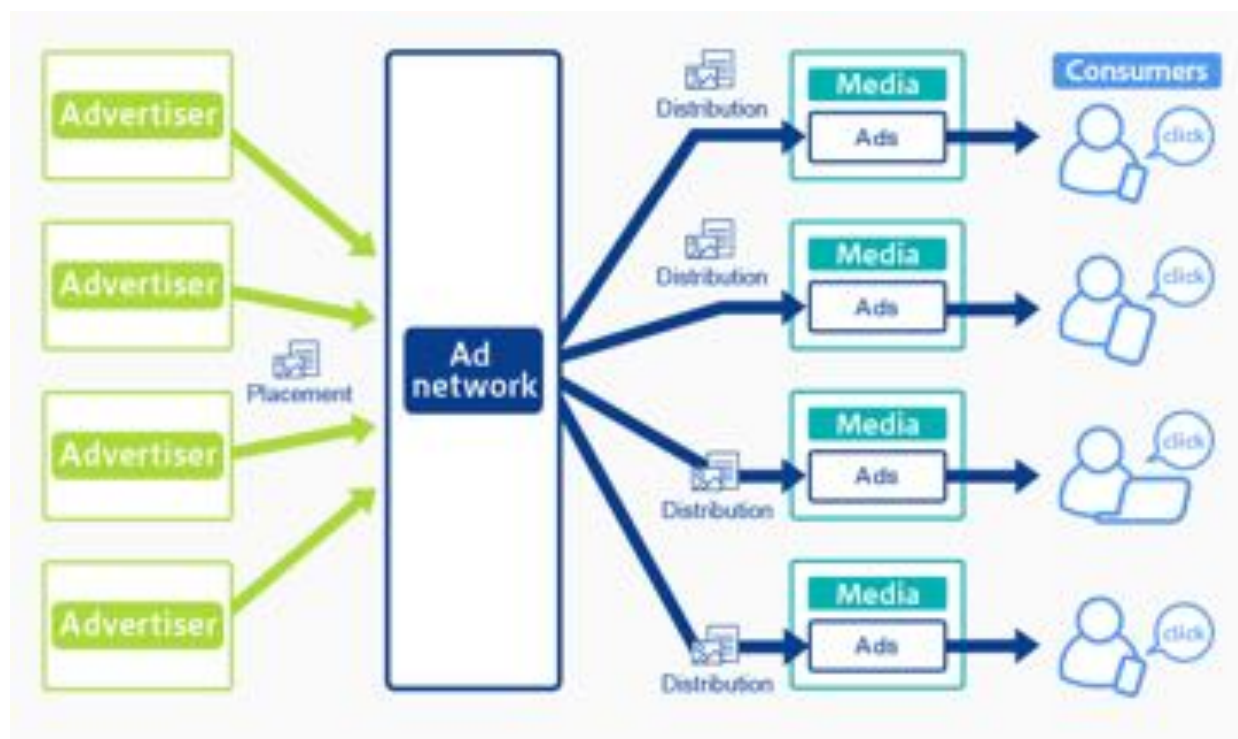 Advertiser
Advertiser
Placement
Advertiser
Advertiser
Ad
network
Distribution
Distribution
Distribution
Distribution
Media
Ads
Media
Ads
Media
Ads
Media
Ads
Consumers
click
click
click
click